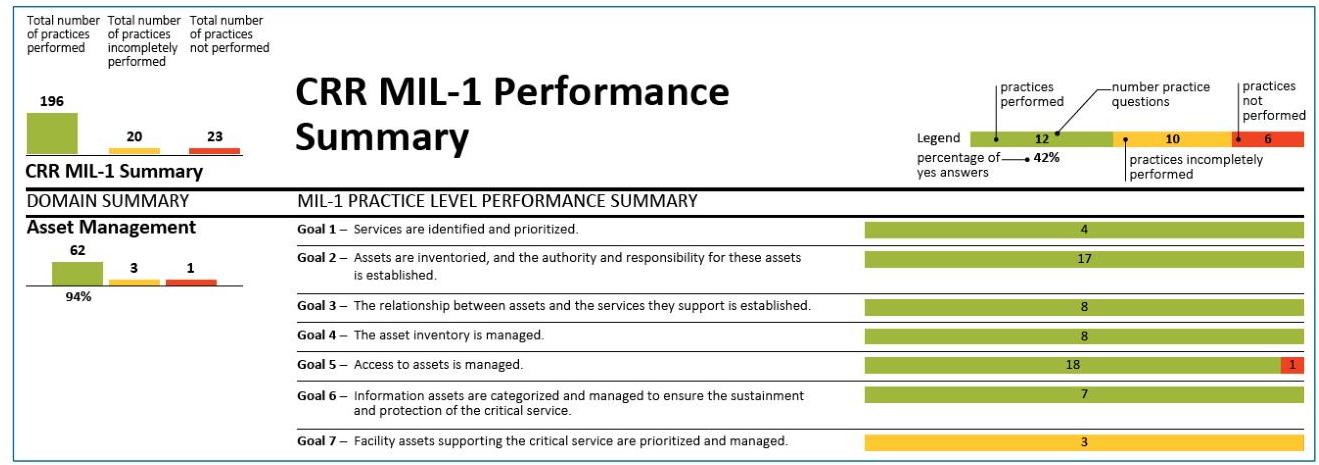 Total number of practices performed
Total number of practices incompletely performed
Total number of practices not performed
196
20
23
CRR MIL-1 Summary
CRR MIL-1 Performance
Summary
Legend
practices performed
number practice questions
practices not performed
12
10
6
percentage of yes answers
42%
practices incompletely performed
DOMAIN SUMMARY
MIL-1 PRACTICE LEVEL PERFORMANCE SUMMARY
Asset Management
62
3
1
94%
Goal 1 – Services are identified and prioritized.
4
Goal 2 – Assets are inventoried, and the authority and responsibility for these assets
is established.
17
Goal 3 – The relationship between assets and the services they support is established.
8
Goal 4 – The asset inventory is managed.
8
Goal 5 – Access to assets is managed.
18
1
Goal 6 – Information assets are categorized and managed to ensure the sustainment
and protection of the critical service.
7
Goal 7 – Facility assets supporting the critical service are prioritized and managed.
3